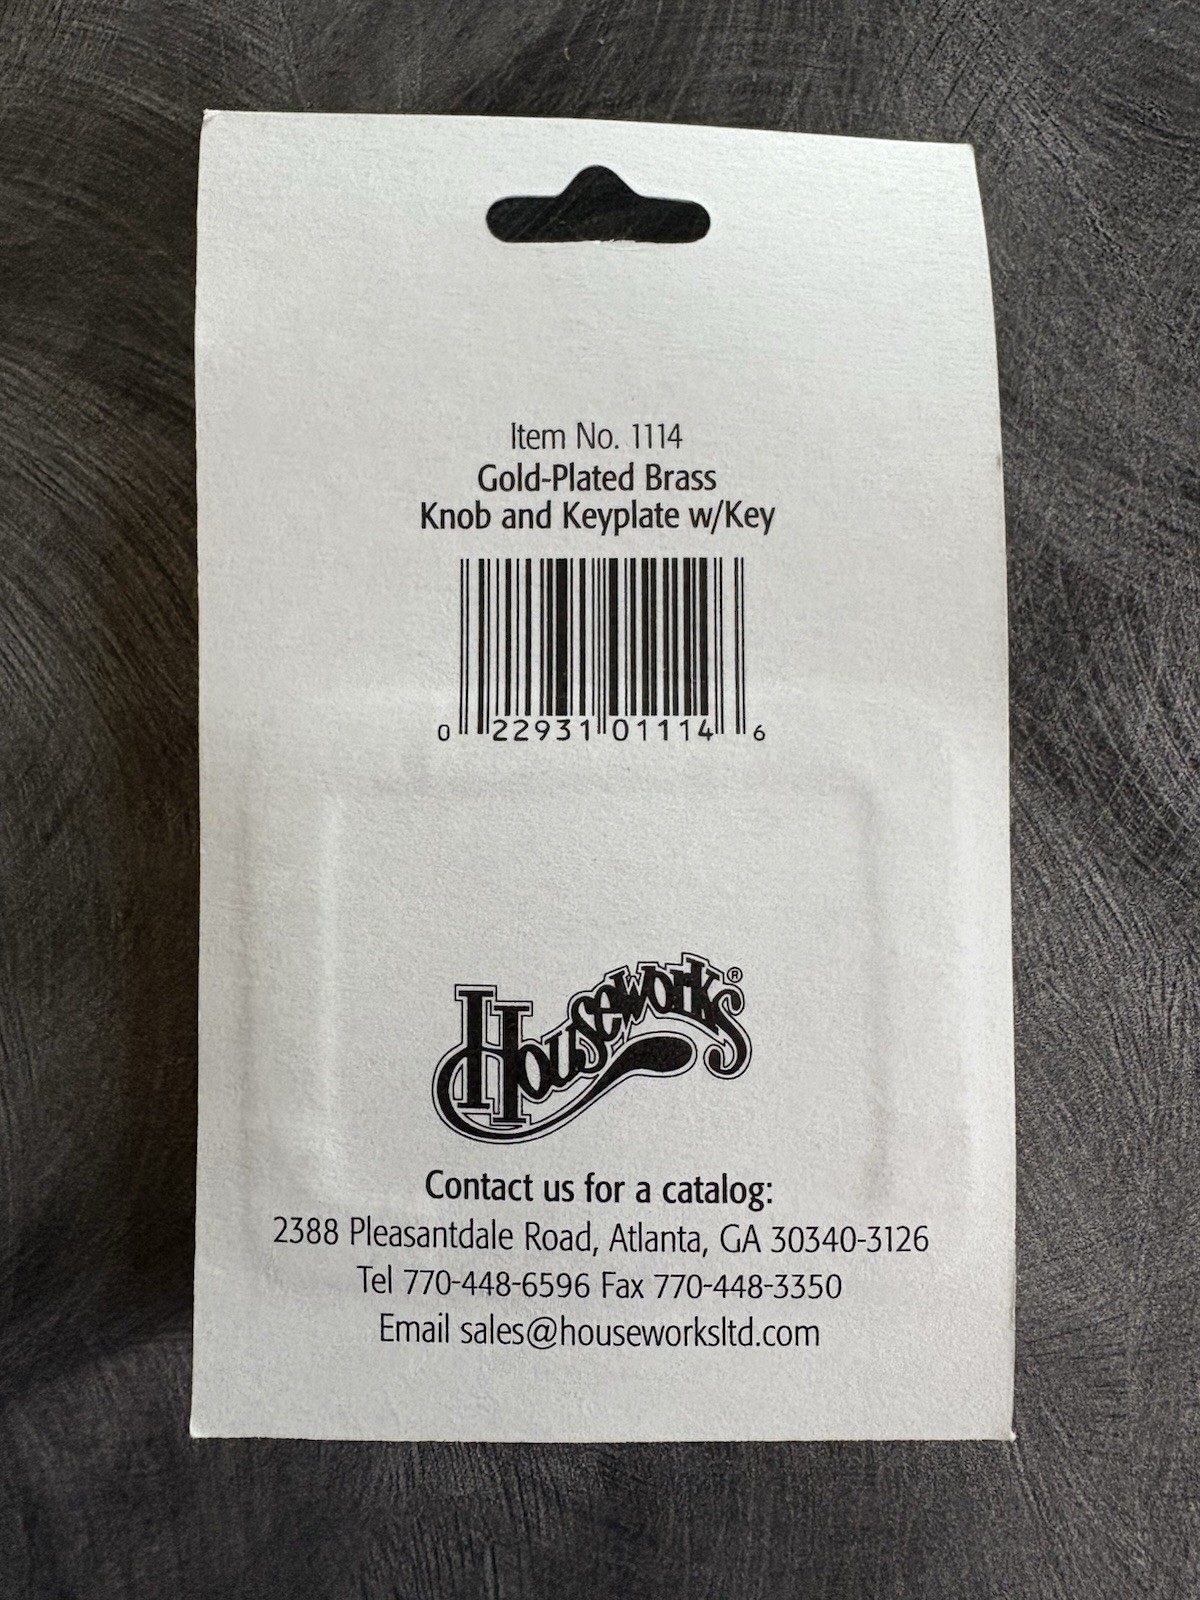 Item No. 1114
Gold-Plated Brass
Knob and Keyplate w/Key
0 22931 01114 6
Houseworks®
Contact us for a catalog:
2388 Pleasantdale Road, Atlanta, GA 30340-3126
Tel 770-448-6596 Fax 770-448-3350
Email sales@houseworksltd.com